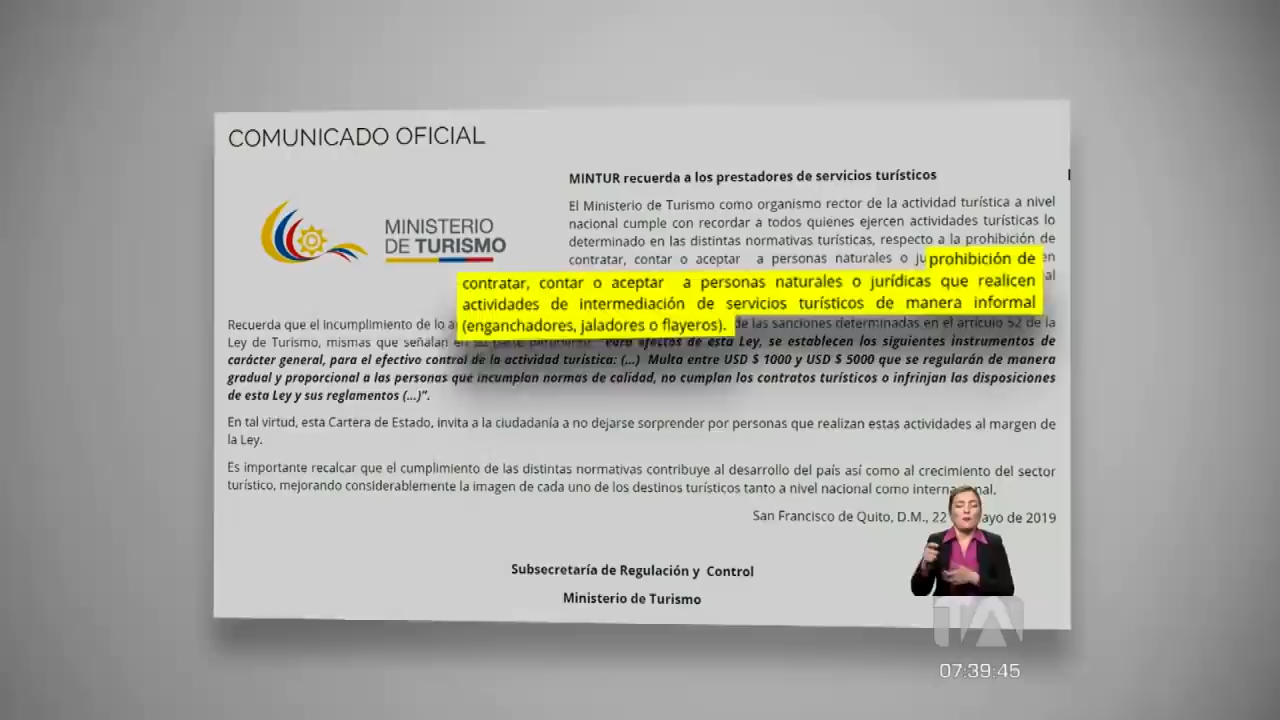 COMUNICADO OFICIAL
MINTUR recuerda a los prestadores de servicios turísticos
El Ministerio de Turismo como organismo rector de la actividad turística a nivel
nacional cumple con recordar a todos quienes ejercen actividades turísticas lo
determinado en las distintas normativas turísticas, respecto a la prohibición de
contratar, contar o aceptar a personas naturales o
MINISTERIO
DE TURISMO
prohibición de
contratar, contar o aceptar a personas naturales o jurídicas que realicen
actividades de intermediación de servicios turísticos de manera informal
(enganchadores, jaladores o flayeros).
Recuerda que el incumplimiento de lo de las sanciones determinadas en el artículo 52 de la
Ley de Turismo, mismas que señalan en su parte pertinente "Para efectos de esta Ley, se establecen los siguientes instrumentos de
carácter general, para el efectivo control de la actividad turística: (...) Multa entre USD $ 1000 y USD $ 5000 que se regularán de manera
gradual y proporcional a las personas que incumplan normas de calidad, no cumplan los contratos turísticos o infrinjan las disposiciones
de esta Ley y sus reglamentos (...)".
En tal virtud, esta Cartera de Estado, invita a la ciudadanía a no dejarse sorprender por personas que realizan estas actividades al margen de
la Ley.
Es importante recalcar que el cumplimiento de las distintas normativas contribuye al desarrollo del país así como al crecimiento del sector
turístico, mejorando considerablemente la imagen de cada uno de los destinos turísticos tanto a nivel nacional como internacional.
San Francisco de Quito, D.M., 22 mayo de 2019
Subsecretaría de Regulación y Control
Ministerio de Turismo
TA
07:39:45